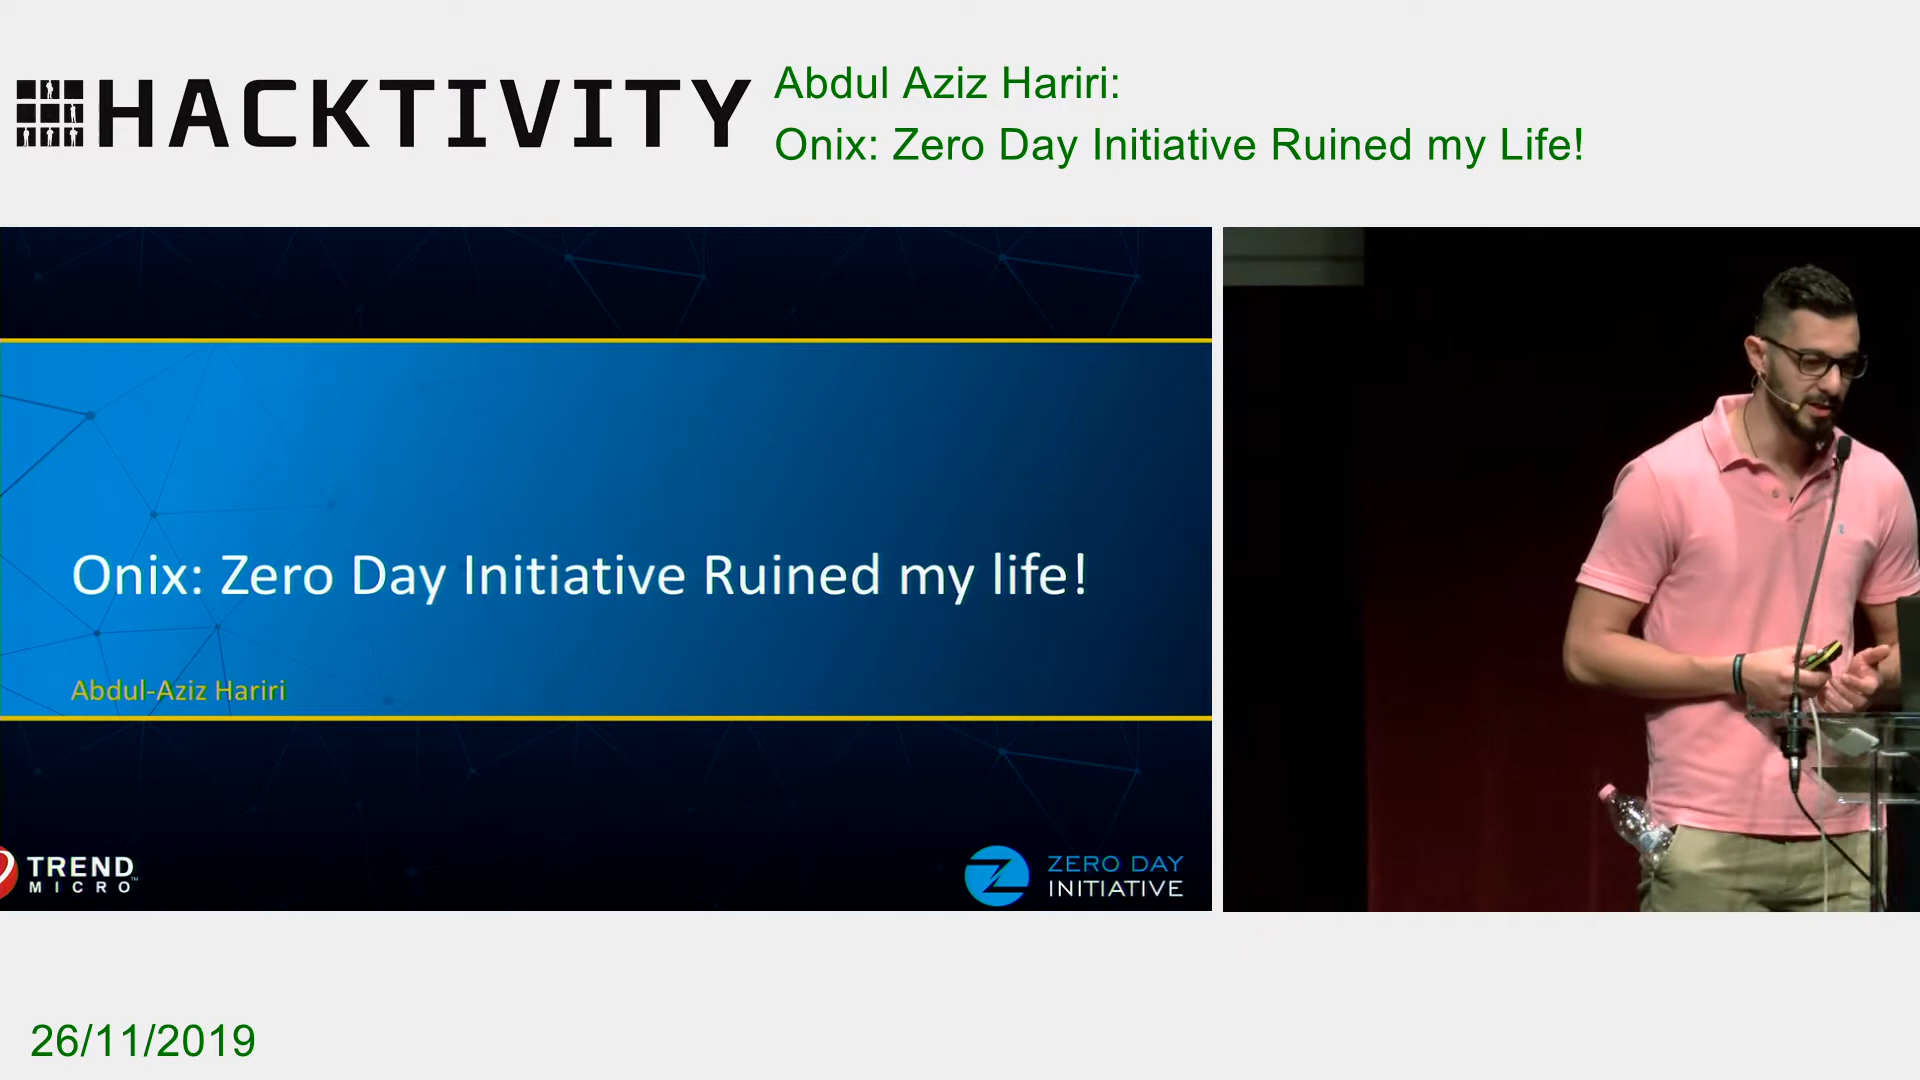 HACKTIVITY
Abdul Aziz Hariri:
Onix: Zero Day Initiative Ruined my Life!
Onix: Zero Day Initiative Ruined my life!
Abdul-Aziz Hariri
TREND
MICRO™
ZERO DAY
INITIATIVE
26/11/2019